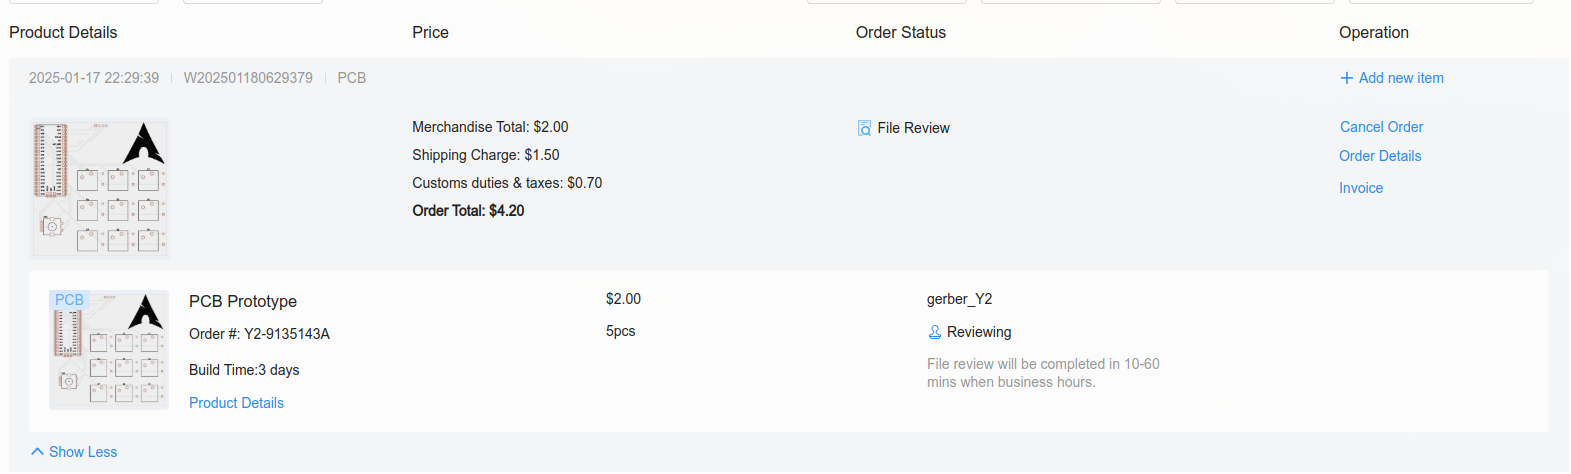 Product Details Price Order Status Operation
2025-01-17 22:29:39 W202501180629379 PCB + Add new item
Merchandise Total: $2.00 File Review Cancel Order
Shipping Charge: $1.50 Order Details
Customs duties & taxes: $0.70 Invoice
Order Total: $4.20
PCB PCB Prototype $2.00 gerber_Y2
Order #: Y2-9135143A 5pcs Reviewing
Build Time:3 days File review will be completed in 10-60
mins when business hours.
Product Details
Show Less